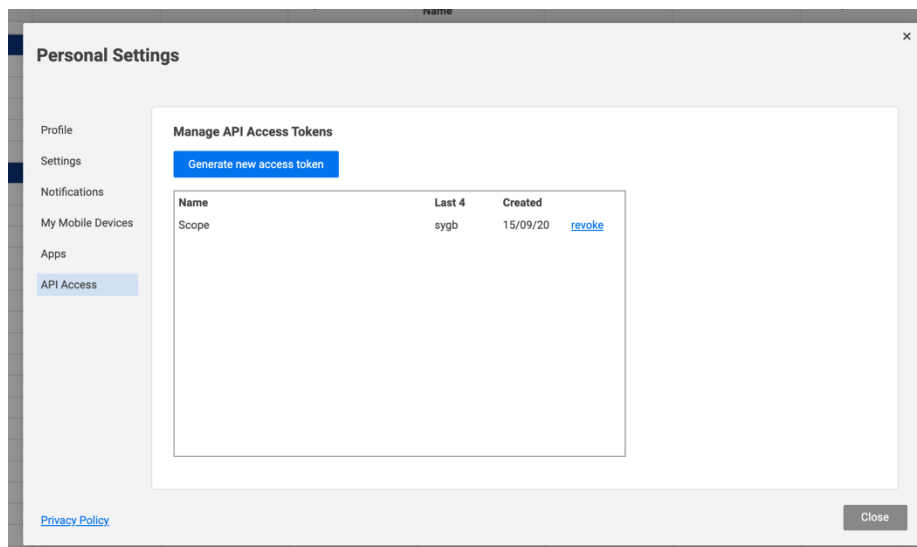 Name
Personal Settings
×
Profile
Settings
Notifications
My Mobile Devices
Apps
API Access
Manage API Access Tokens
Generate new access token
Name Last 4 Created
Scope sygb 15/09/20 revoke
Privacy Policy
Close